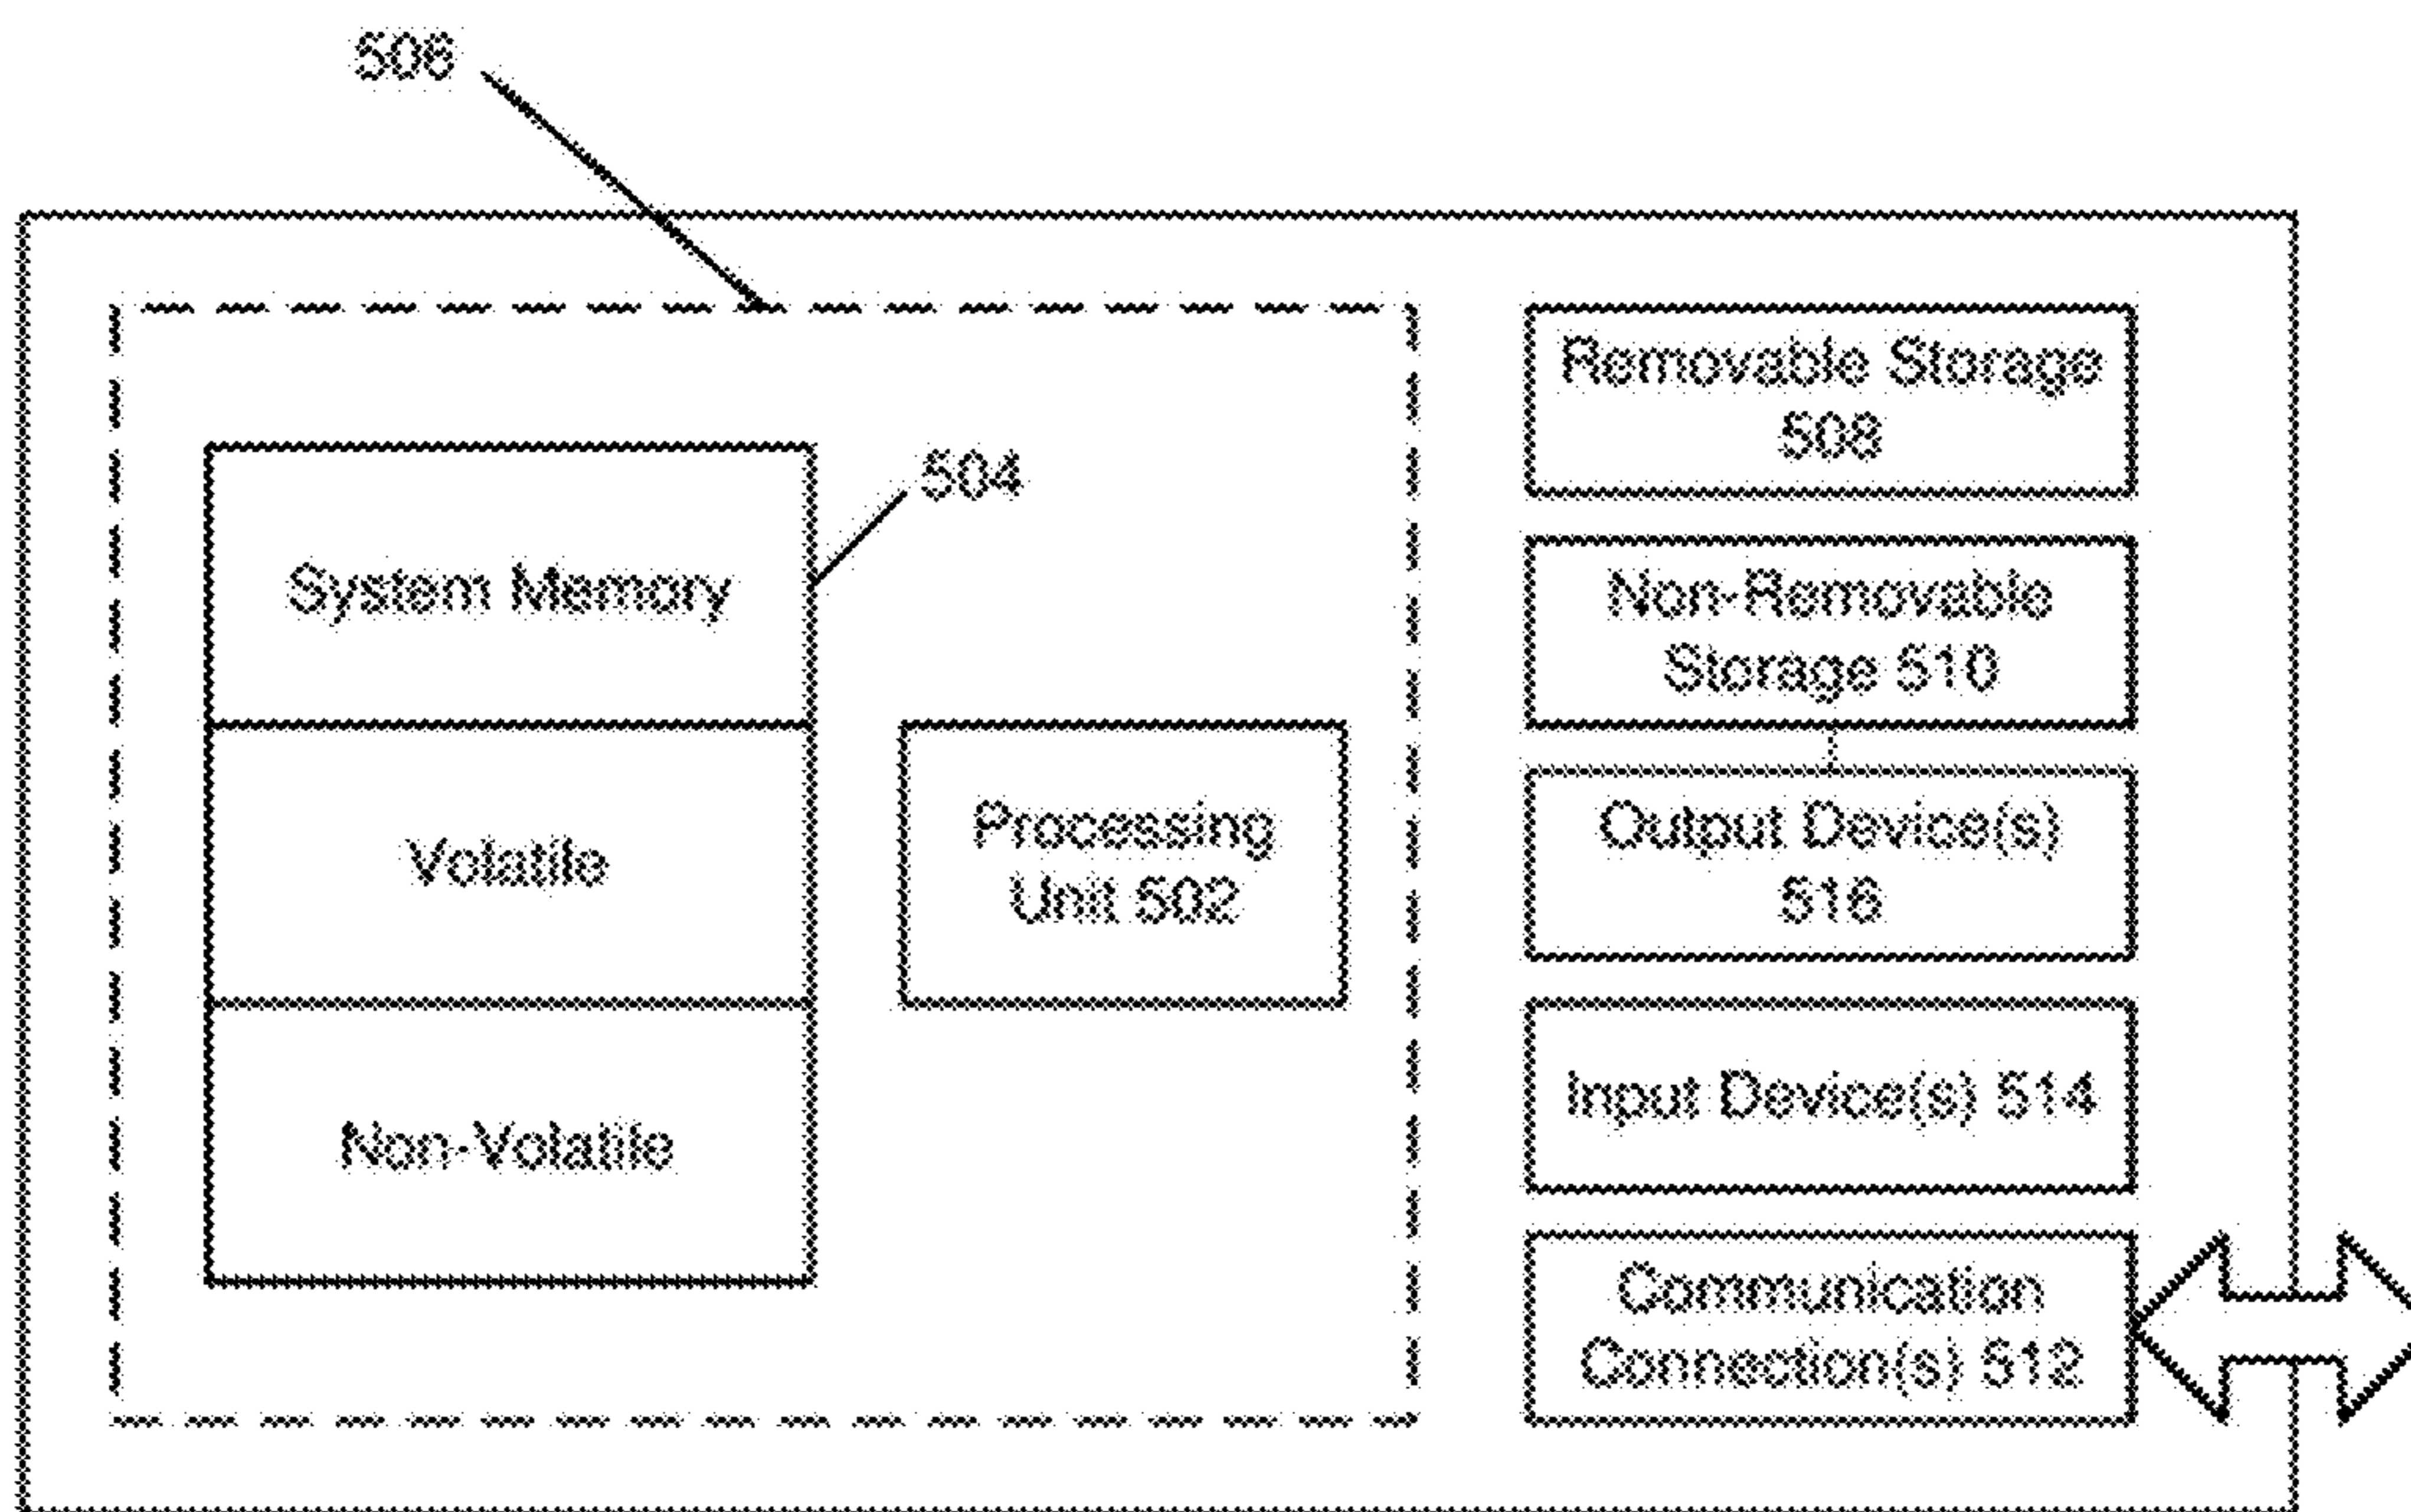 506
504
System Memory
Volatile
Non-Volatile
Processing
Unit 502
Removable Storage
508
Non-Removable
Storage 510
Output Device(s)
516
Input Device(s) 514
Communication
Connection(s) 512